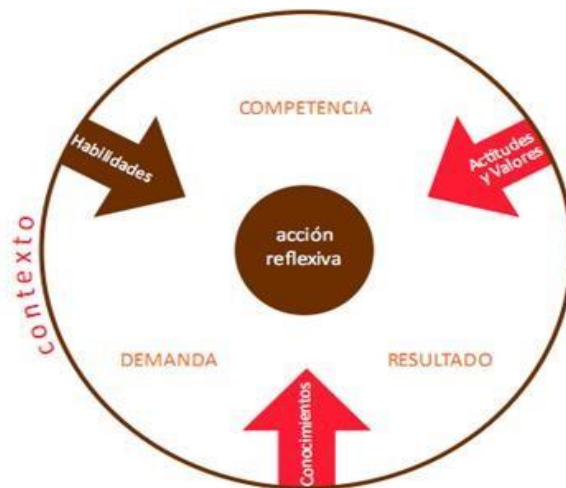 COMPETENCIA
Habilidades
Actitudes
y Valores
acción
reflexiva
contexto
DEMANDA
RESULTADO
Conocimientos